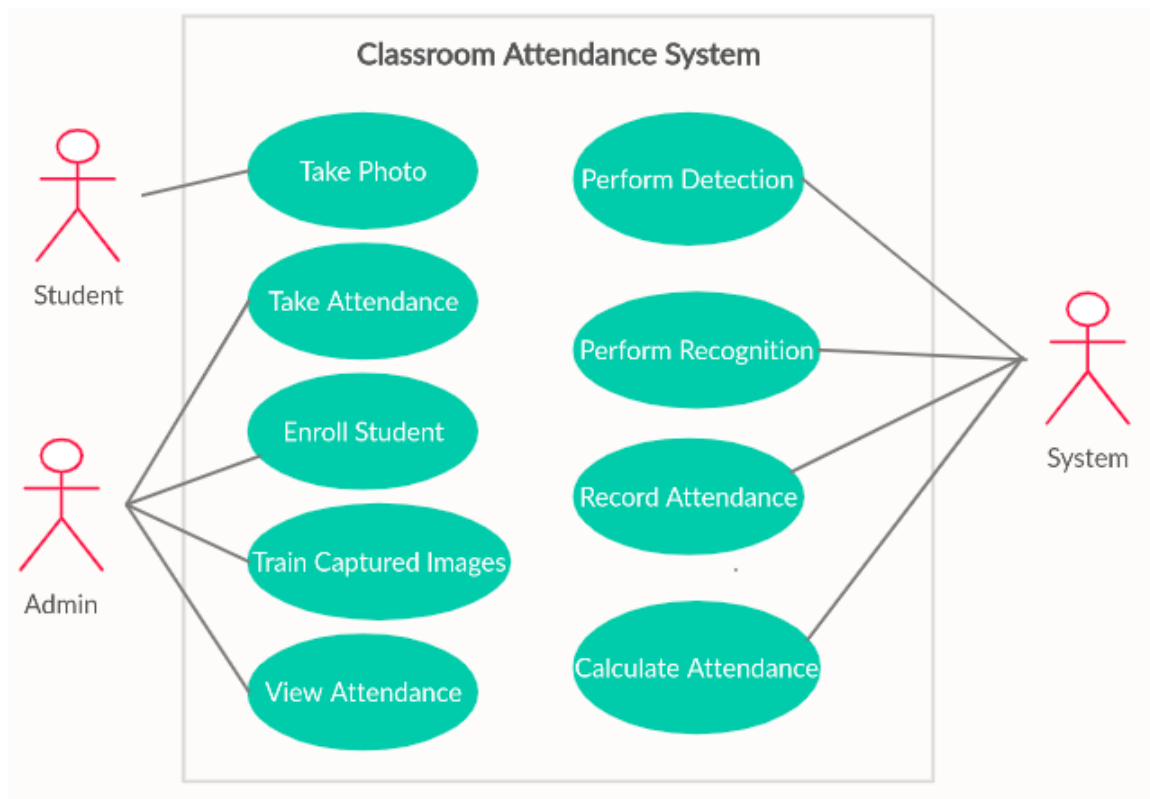 Classroom Attendance System
Student
Take Photo
Take Attendance
Enroll Student
Train Captured Images
View Attendance
Admin
Perform Detection
Perform Recognition
Record Attendance
Calculate Attendance
System